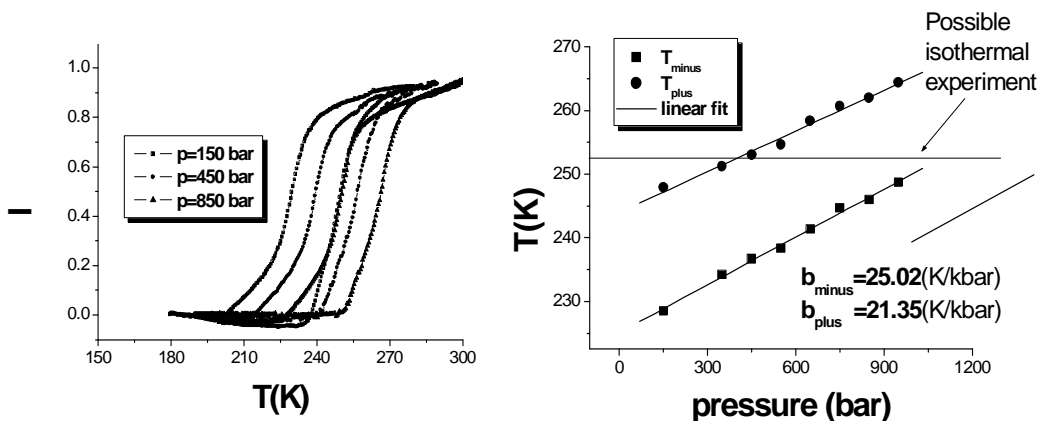 1.0
0.8
0.6
0.4
0.2
0.0
I
p=150 bar
p=450 bar
p=850 bar
150 180 210 240 270 300
T(K)
Possible
isothermal
experiment
T_minus
T_plus
linear fit
270
260
250
240
230
T(K)
b_minus=25.02(K/kbar)
b_plus =21.35(K/kbar)
0 300 600 900 1200
pressure (bar)